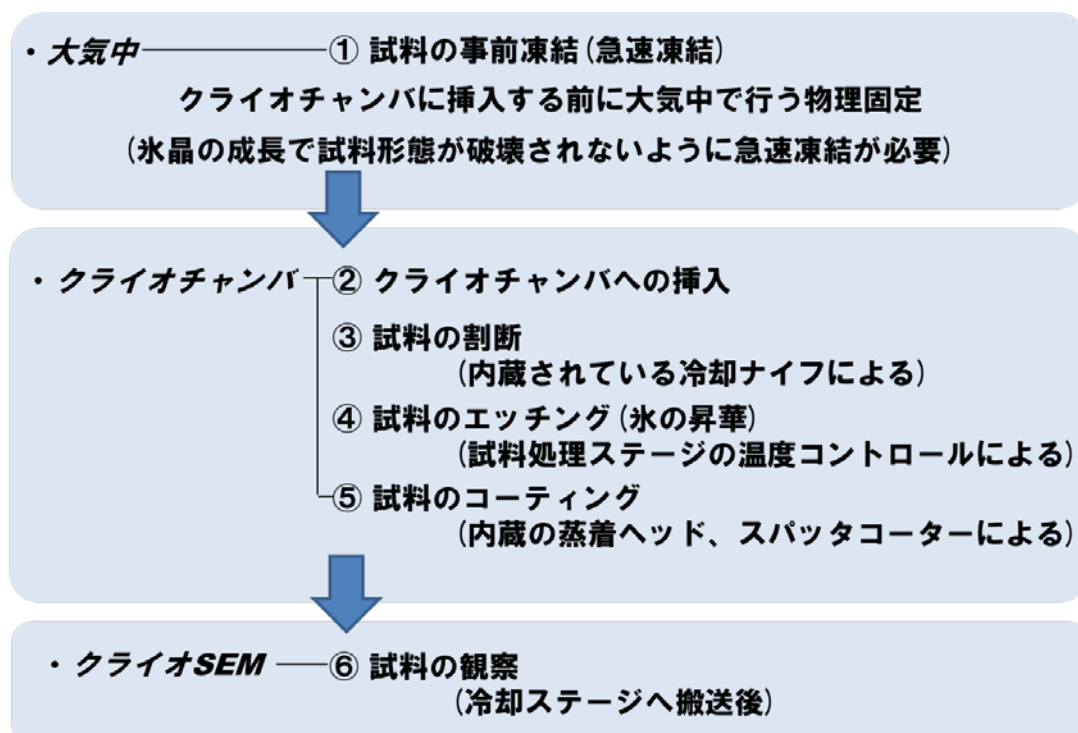 ・大気中 ① 試料の事前凍結(急速凍結)
クライオチャンバに挿入する前に大気中で行う物理固定
(氷晶の成長で試料形態が破壊されないように急速凍結が必要)
・クライオチャンバ ② クライオチャンバへの挿入
③ 試料の割断
(内蔵されている冷却ナイフによる)
④ 試料のエッチング(氷の昇華)
(試料処理ステージの温度コントロールによる)
⑤ 試料のコーティング
(内蔵の蒸着ヘッド、スパッタコーターによる)
・クライオSEM ⑥ 試料の観察
(冷却ステージへ搬送後)